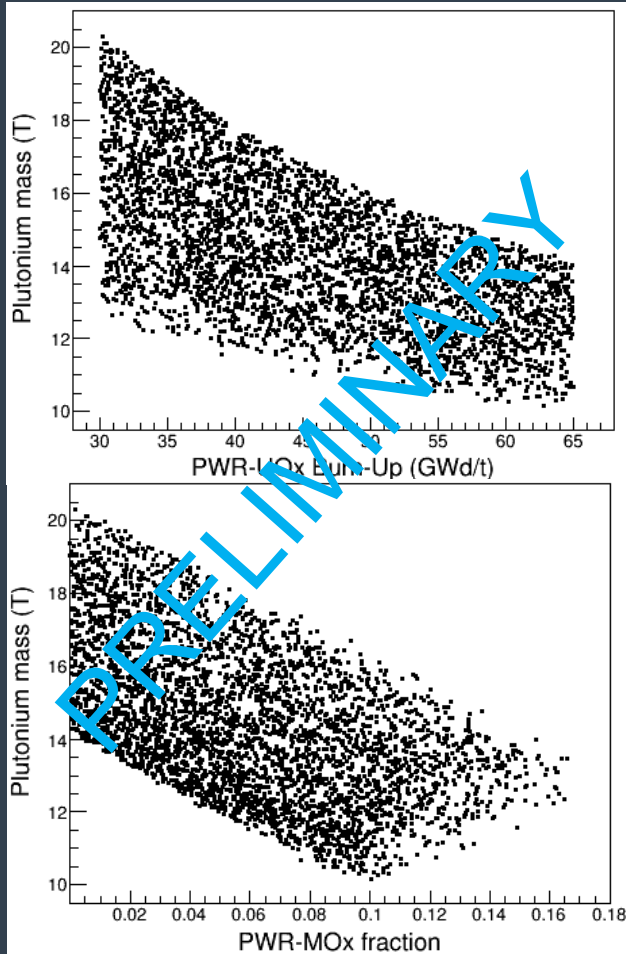 20
18
16
14
12
10
Plutonium mass (T)
30 35 40 45 50 55 60 65
PWR-UOx Burn-Up (GWd/t)
PRELIMINARY
20
18
16
14
12
10
Plutonium mass (T)
0.02 0.04 0.06 0.08 0.1 0.12 0.14 0.16 0.18
PWR-MOx fraction